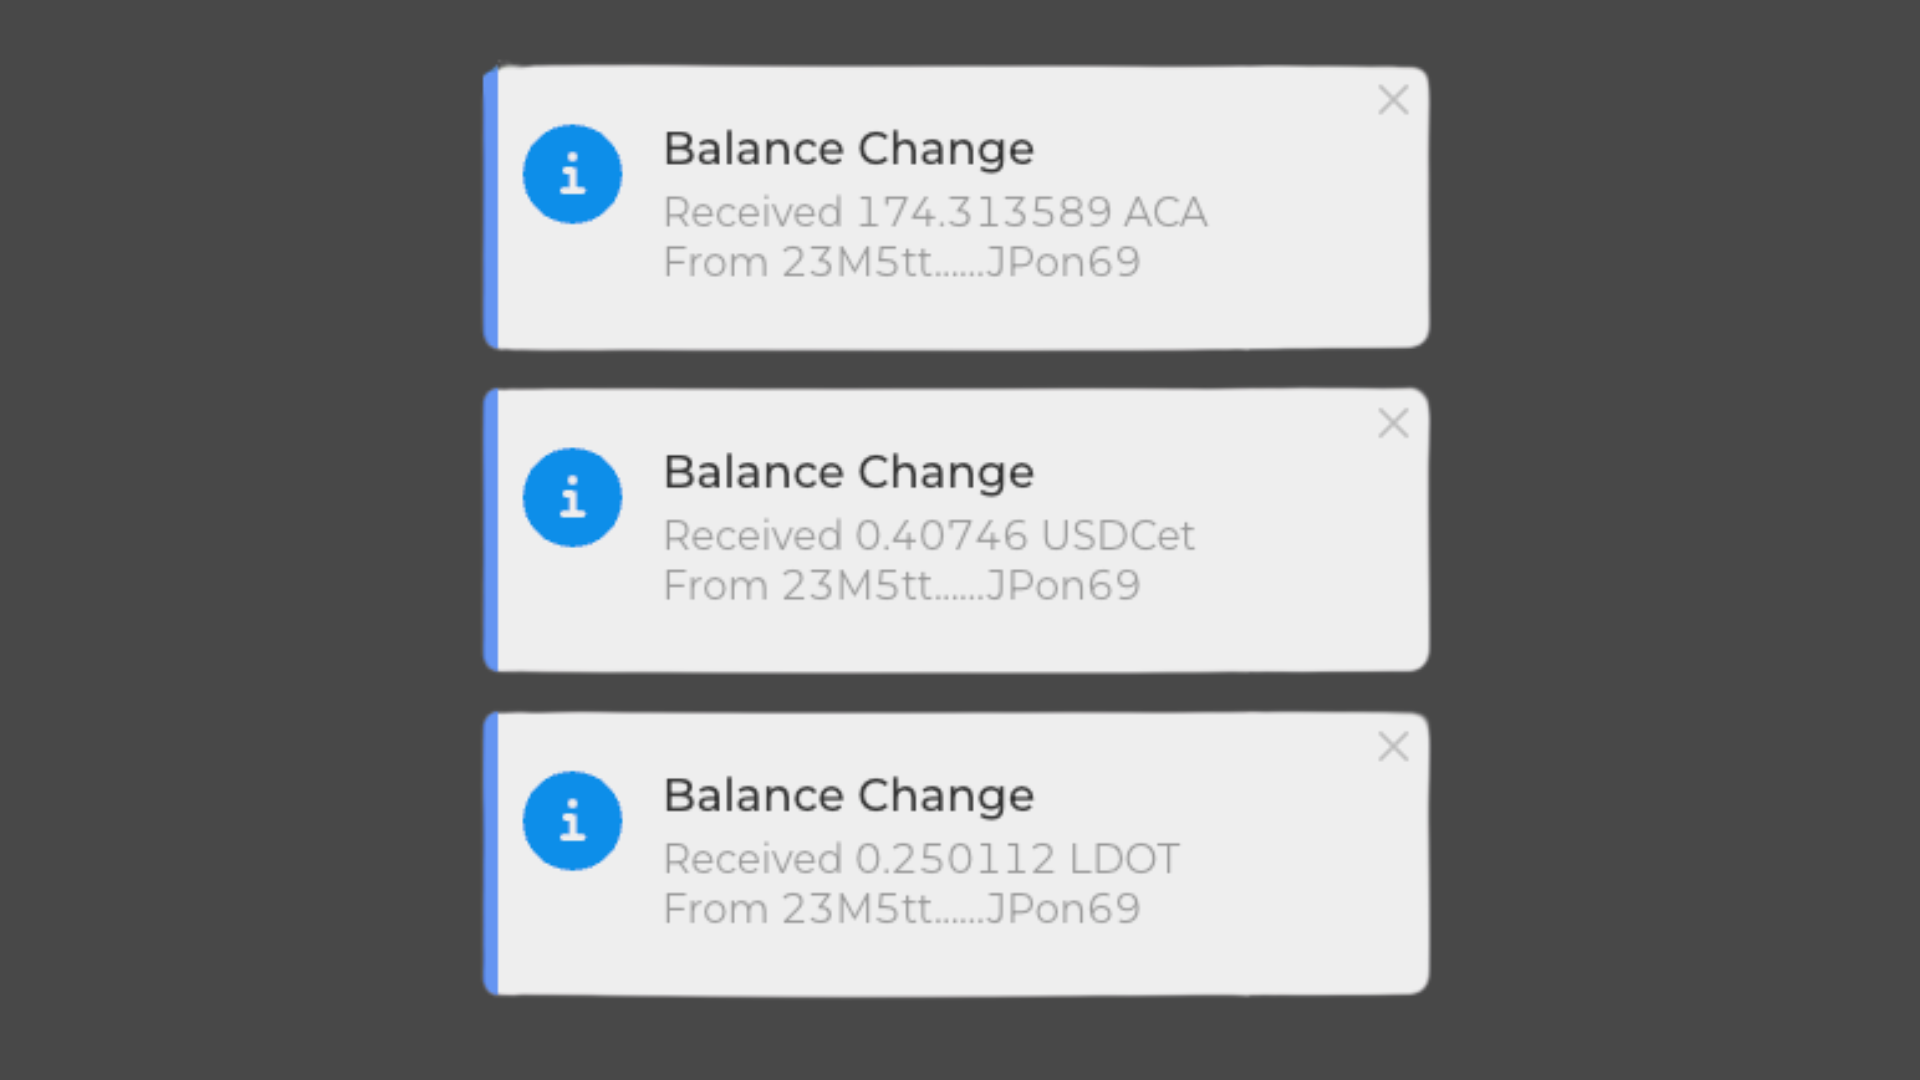 Balance Change
Received 174.313589 ACA
From 23M5tt......JPon69
Balance Change
Received 0.40746 USDCet
From 23M5tt......JPon69
Balance Change
Received 0.250112 LDOT
From 23M5tt......JPon69